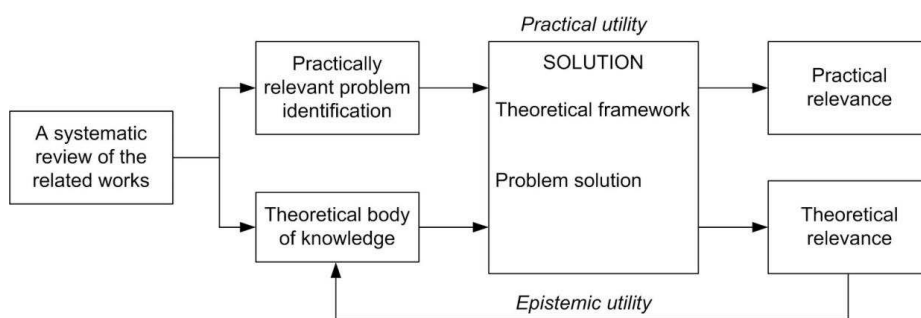 Practical utility
A systematic
review of the
related works
Practically
relevant problem
identification
Theoretical body
of knowledge
SOLUTION
Theoretical framework
Problem solution
Practical
relevance
Theoretical
relevance
Epistemic utility